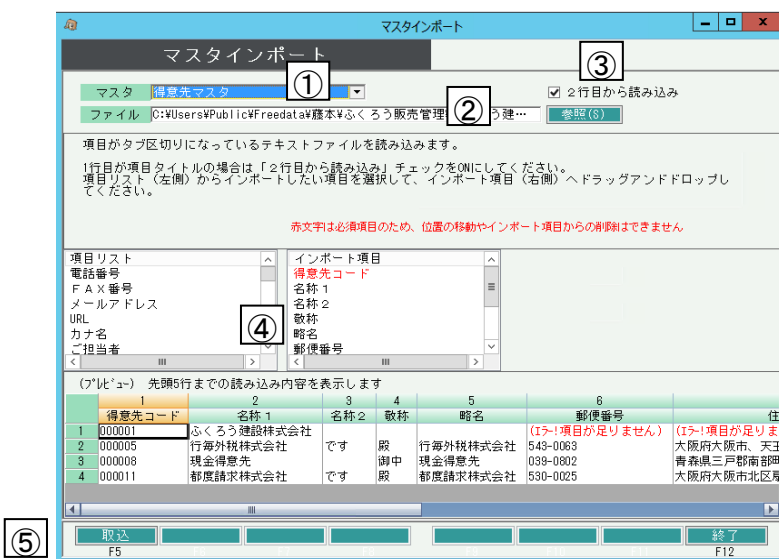 マスタインポート
マスタインポート
①
③
マスタ 得意先マスタ
2行目から読み込み
ファイル C:¥Users¥Public¥Freedata¥藤本¥ふくろう販売管理 ② う建… 参照(S)
項目がタブ区切りになっているテキストファイルを読み込みます。
1行目が項目タイトルの場合は「2行目から読み込み」チェックをONにしてください。
項目リスト（左側）からインポートしたい項目を選択して、インポート項目（右側）へドラッグアンドドロップし
てください。
赤文字は必須項目のため、位置の移動やインポート項目からの削除はできません
項目リスト
電話番号
ＦＡＸ番号
メールアドレス
URL
カナ名
ご担当者
④
インポート項目
得意先コード
名称１
名称２
敬称
略名
郵便番号
(ﾌﾟﾚﾋﾞｭｰ) 先頭5行までの読み込み内容を表示します
1 2 3 4 5 6
得意先コード 名称１ 名称２ 敬称 略名 郵便番号 住
1 000001 ふくろう建設株式会社 (ｴﾗｰ!項目が足りません) (ｴﾗｰ!項目が足りま
2 000005 行毎外税株式会社 です 殿 行毎外税株式会社 543-0063 大阪府大阪市、天王
3 000008 現金得意先 御中 現金得意先 039-0802 青森県三戸郡南部町
4 000011 都度請求株式会社 です 殿 都度請求株式会社 530-0025 大阪府大阪市北区扇
⑤
取込 終了
F5 F12